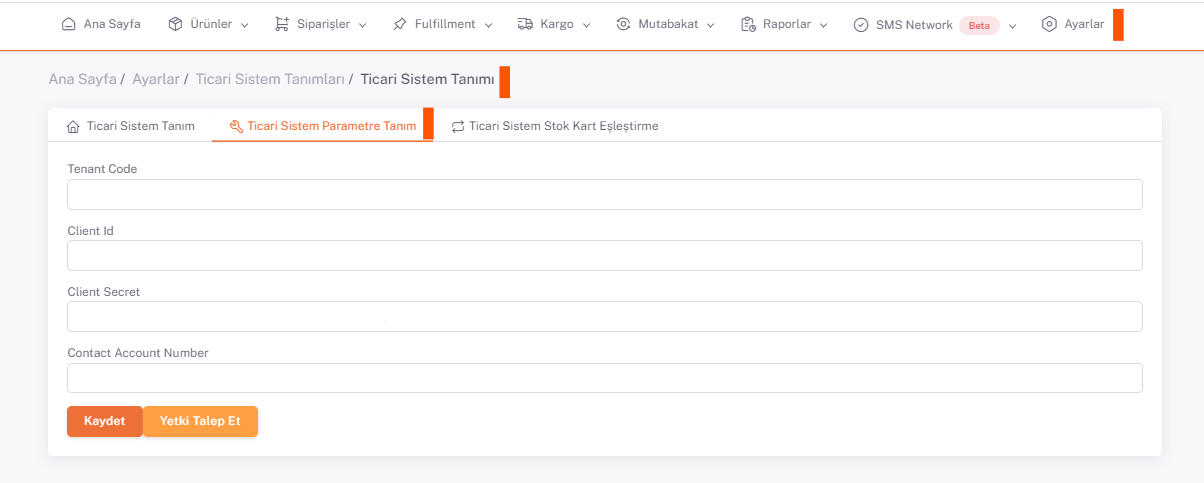 Ana Sayfa Ürünler Siparişler Fulfillment Kargo Mutabakat Raporlar SMS Network Beta Ayarlar
Ana Sayfa / Ayarlar / Ticari Sistem Tanımları / Ticari Sistem Tanımı
Ticari Sistem Tanım Ticari Sistem Parametre Tanım Ticari Sistem Stok Kart Eşleştirme
Tenant Code
Client Id
Client Secret
Contact Account Number
Kaydet Yetki Talep Et